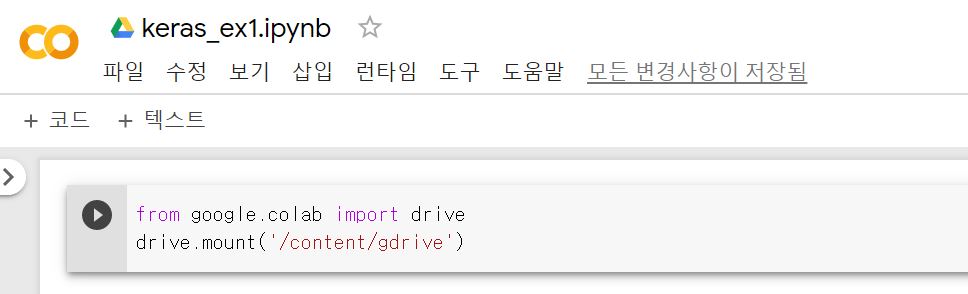 keras_ex1.ipynb
파일 수정 보기 삽입 런타임 도구 도움말 모든 변경사항이 저장됨
+ 코드 + 텍스트
from google.colab import drive
drive.mount('/content/gdrive')